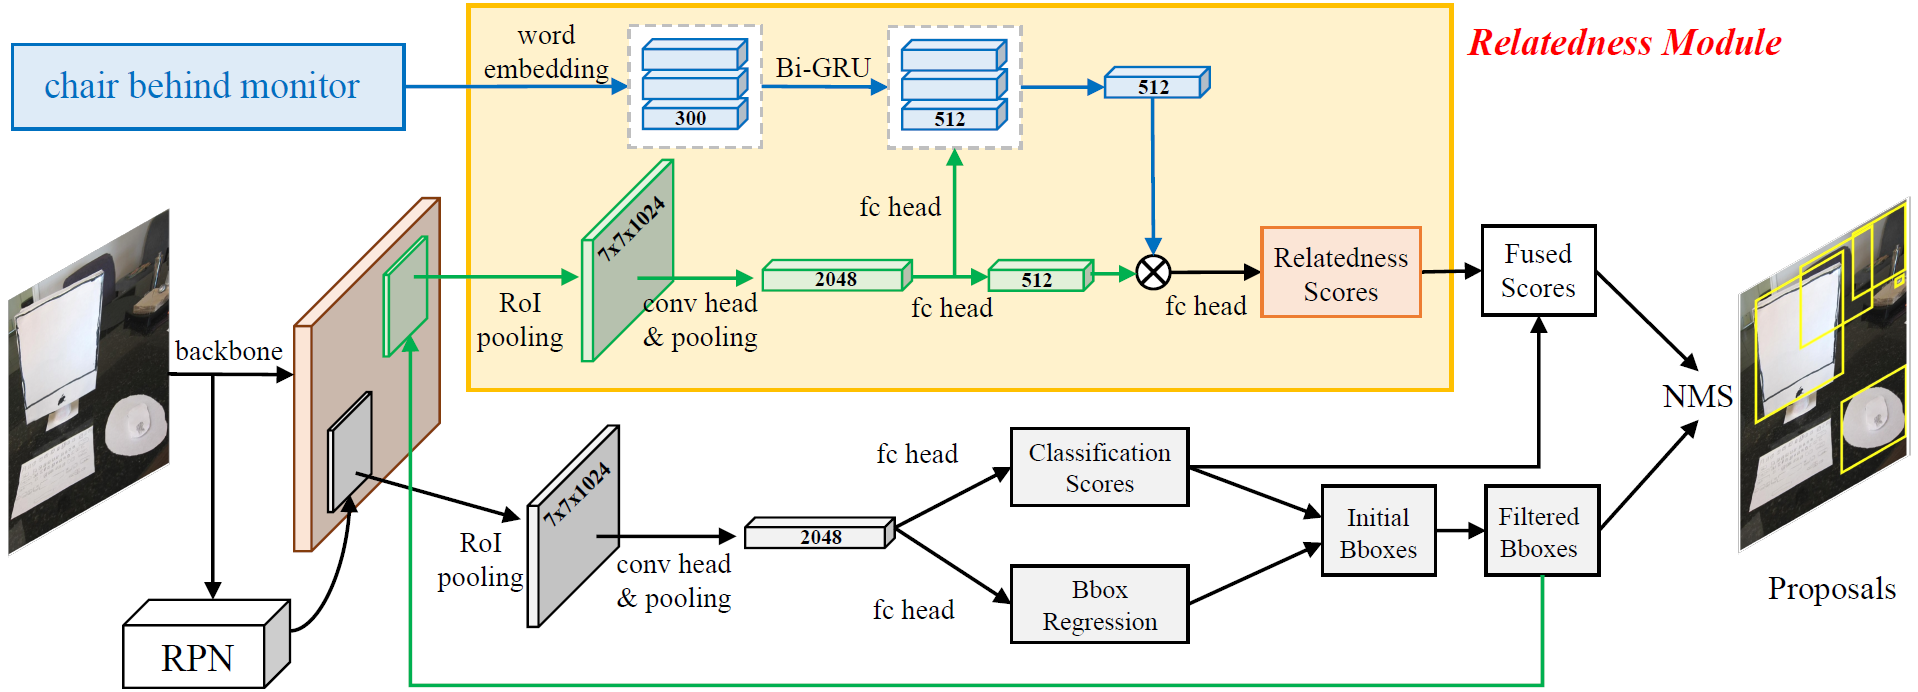 Relatedness Module
chair behind monitor
word
embedding
300
Bi-GRU
512
512
fc head
7x7x1024
RoI
pooling
conv head
& pooling
2048
fc head
512
fc head
Relatedness
Scores
Fused
Scores
backbone
RPN
RoI
pooling
7x7x1024
conv head
& pooling
2048
fc head
fc head
Classification
Scores
Bbox
Regression
Initial
Bboxes
Filtered
Bboxes
NMS
Proposals